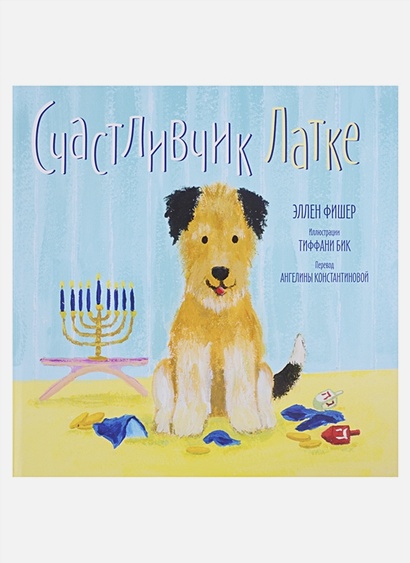 Счастливчик Латке
ЭЛЛЕН ФИШЕР
Иллюстрации
ТИФФАНИ БИК
Перевод
АНГЕЛИНЫ КОНСТАНТИНОВОЙ